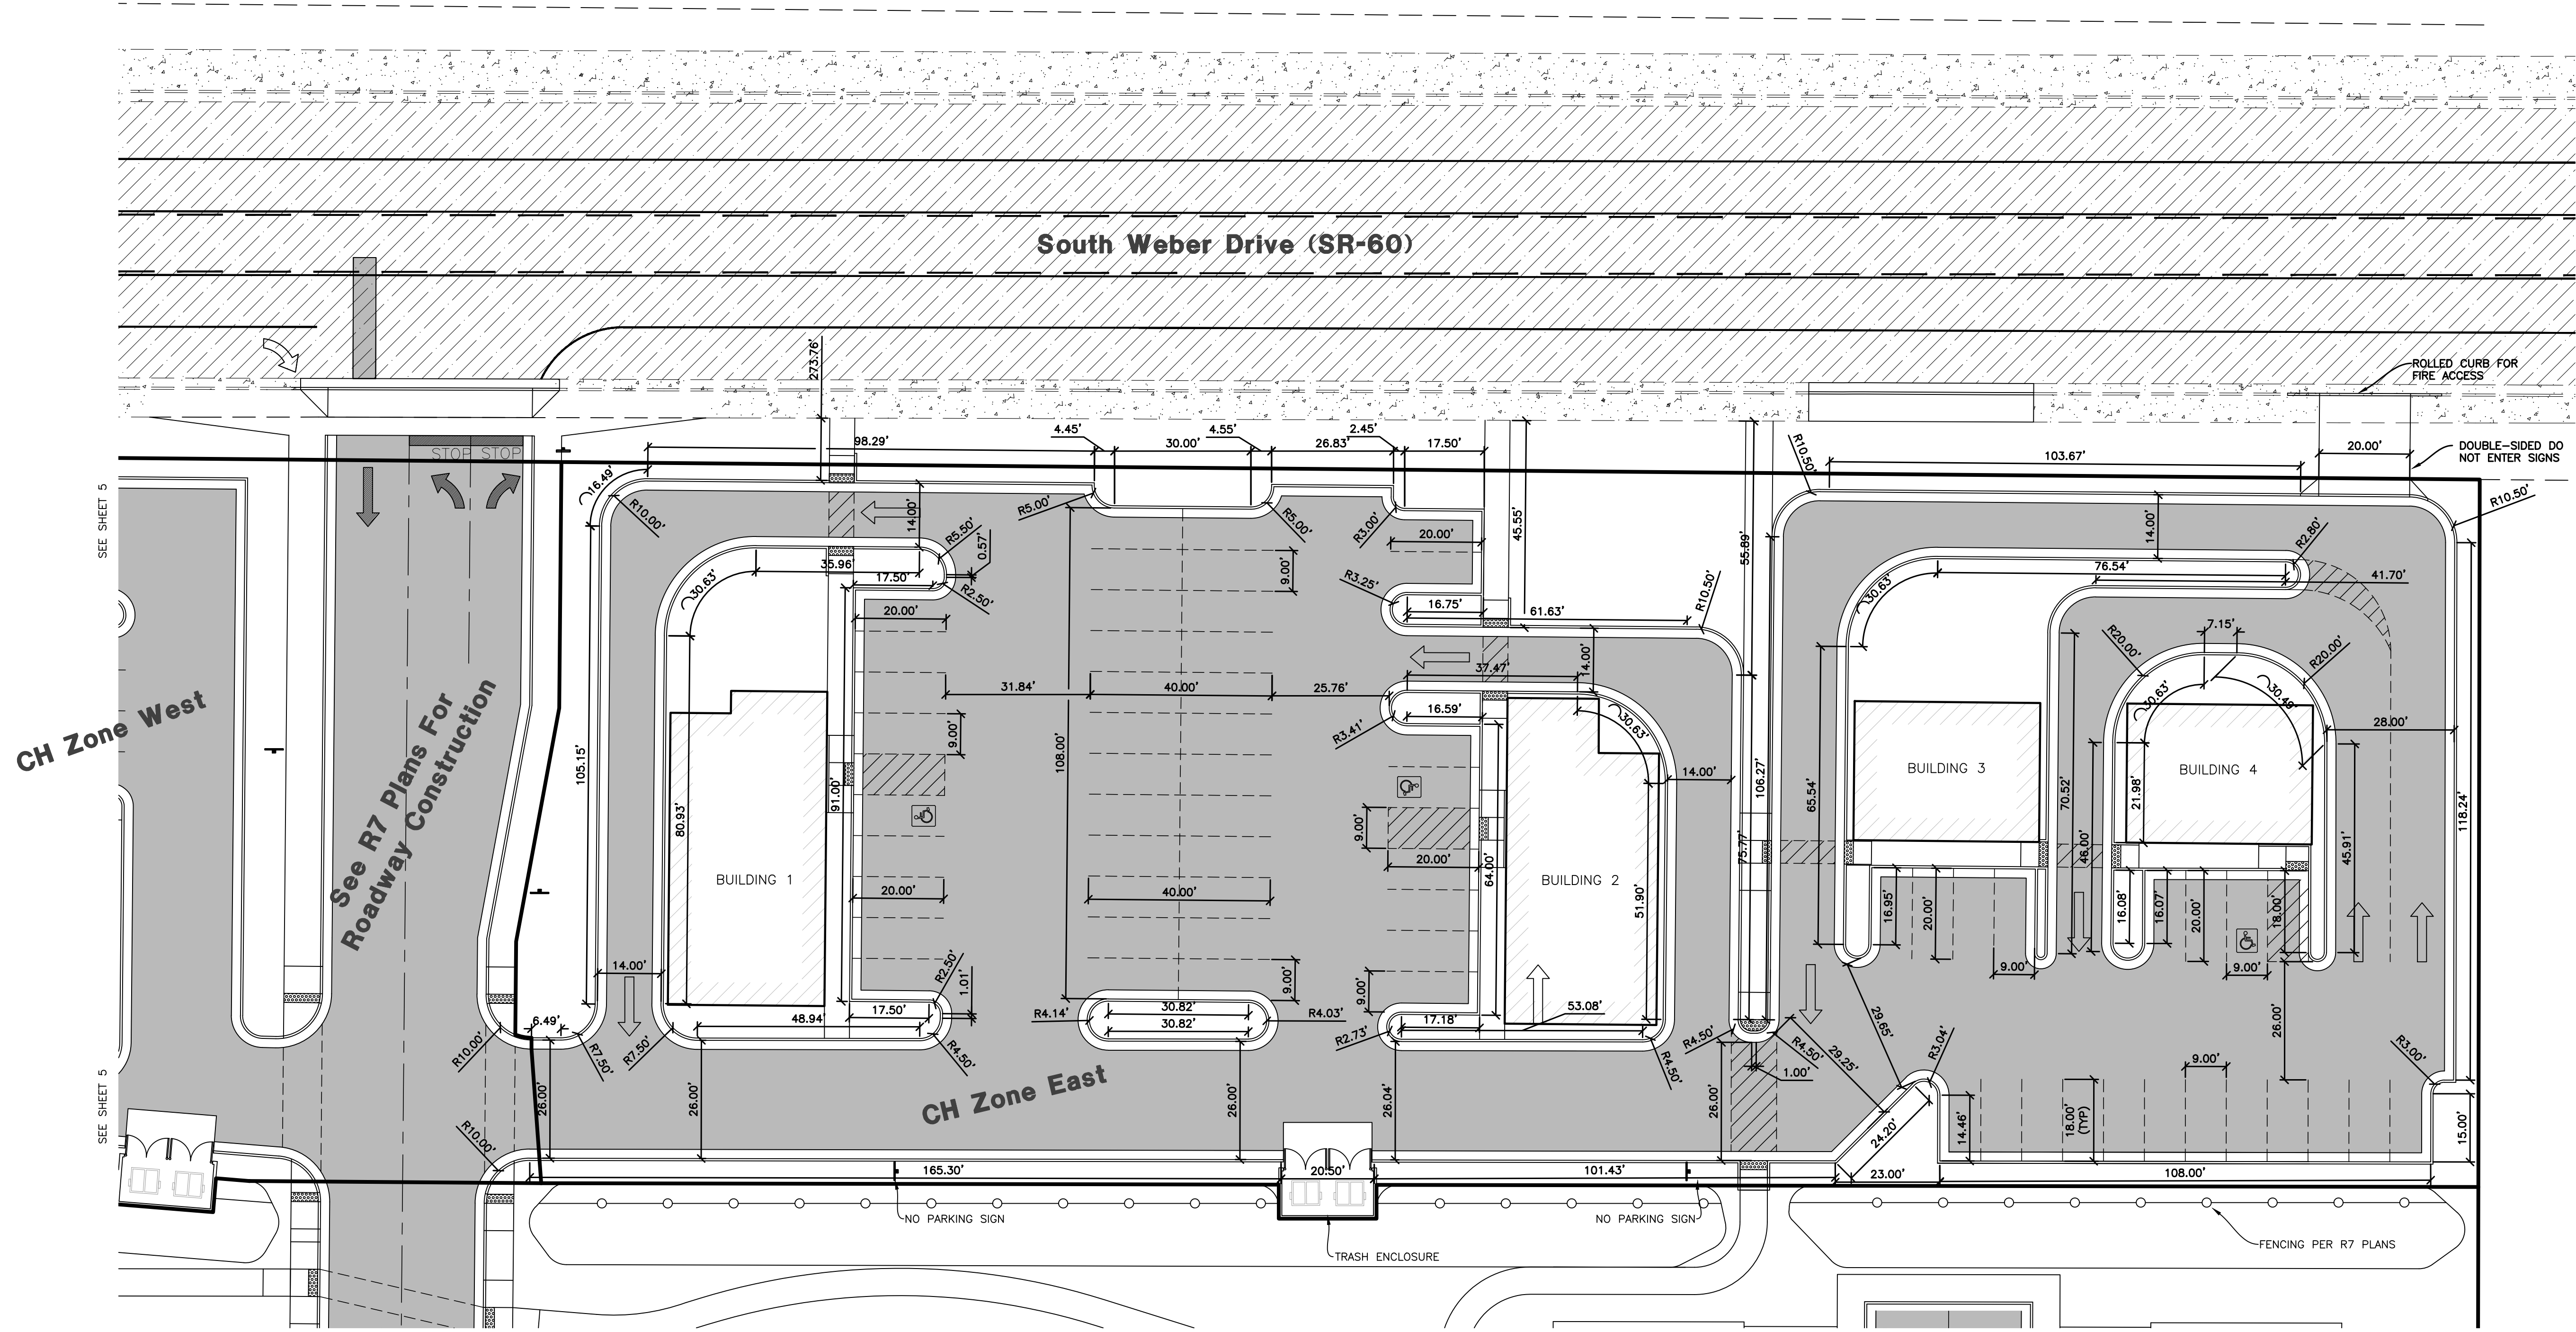 South Weber Drive (SR-60)
ROLLED CURB FOR
FIRE ACCESS
273.76'
STOP STOP
98.29'
4.45'
30.00'
4.55'
26.83'
2.45'
17.50'
103.67'
20.00'
DOUBLE-SIDED DO
NOT ENTER SIGNS
SEE SHEET 5
16.49'
R10.00'
14.00'
R5.50'
0.57'
R2.50'
R5.00'
R5.00'
R3.00'
20.00'
45.55'
55.89'
R10.50'
R10.50'
14.00'
R2.80'
R10.50'
30.63'
35.96'
17.50'
20.00'
9.00'
R3.25'
16.75'
61.63'
30.63'
76.54'
41.70'
7.15'
R20.00'
R20.00'
30.63'
30.49'
28.00'
CH Zone West
See R7 Plans For
Roadway Construction
105.15'
80.93'
91.00'
31.84'
40.00'
25.76'
9.00'
108.00'
37.47'
14.00'
16.59'
R3.41'
30.63'
14.00'
106.27'
75.77'
65.54'
BUILDING 3
70.52'
46.00'
21.98'
BUILDING 4
45.91'
118.24'
BUILDING 1
20.00'
40.00'
9.00'
20.00'
64.00'
BUILDING 2
51.90'
16.95'
20.00'
9.00'
16.08'
16.07'
20.00'
9.00'
18.00'
14.00'
R2.50'
1.01'
17.50'
48.94'
R4.14'
30.82'
30.82'
R4.03'
9.00'
9.00'
17.18'
53.08'
R2.73'
6.49'
R10.00'
R7.50'
R7.50'
R4.50'
R4.50'
R4.50'
R4.50'
1.00'
29.65'
29.25'
R3.04'
26.00'
9.00'
R3.00'
SEE SHEET 5
26.00'
26.00'
CH Zone East
26.00'
26.04'
26.00'
24.20'
14.46'
18.00'
(TYP)
15.00'
R10.00'
165.30'
20.50'
101.43'
23.00'
108.00'
NO PARKING SIGN
NO PARKING SIGN
TRASH ENCLOSURE
FENCING PER R7 PLANS